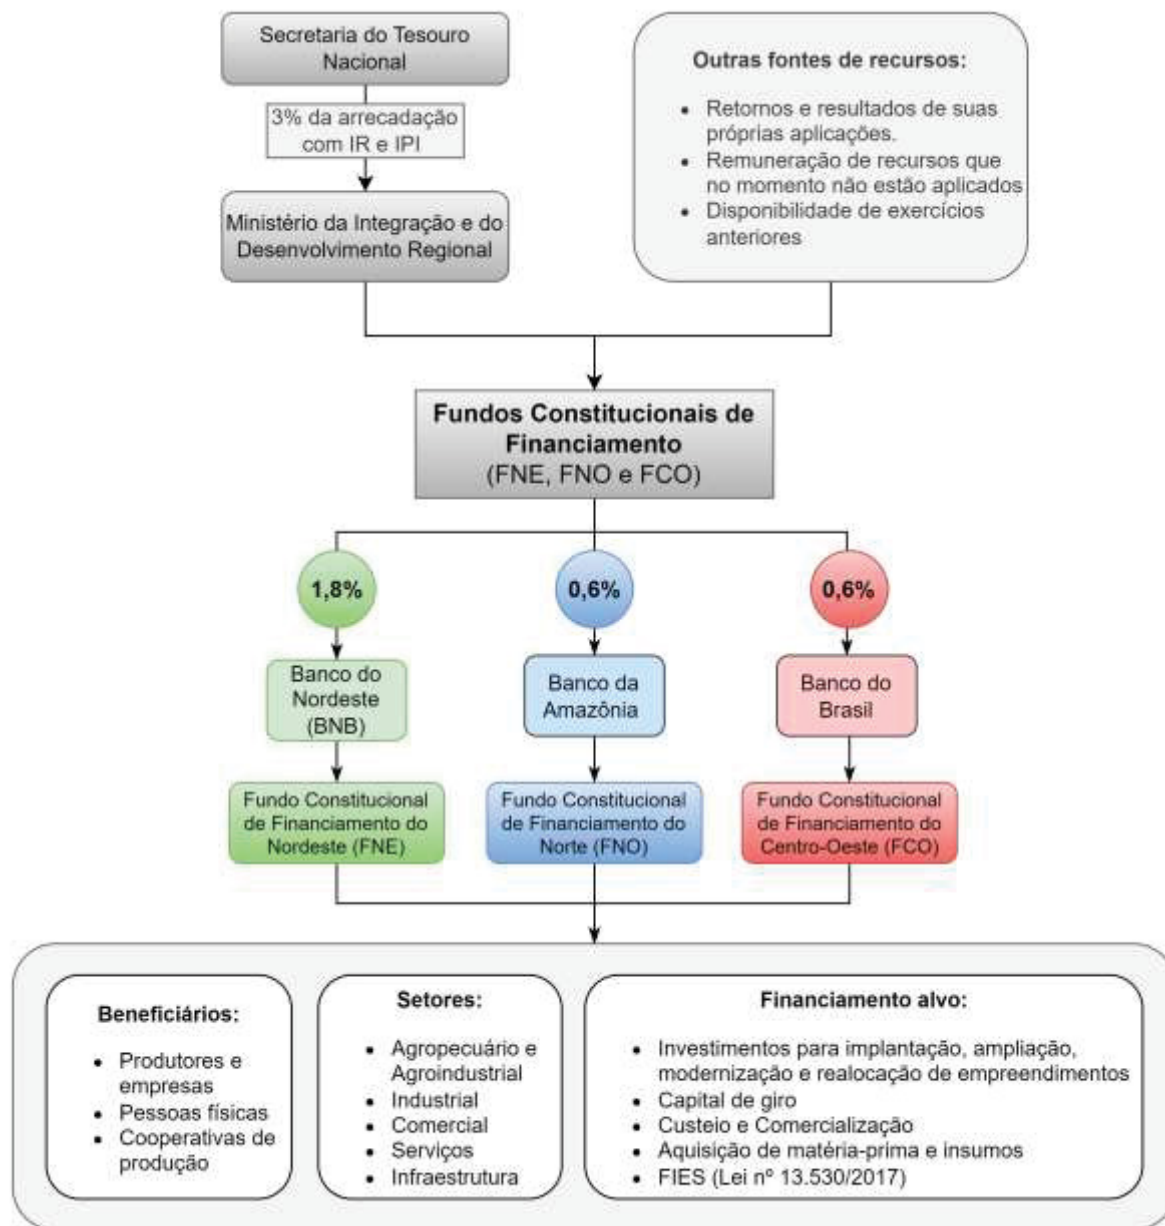 Secretaria do Tesouro
Nacional
3% da arrecadação
com IR e IPI
Ministério da Integração e do
Desenvolvimento Regional
Outras fontes de recursos:
• Retornos e resultados de suas
próprias aplicações.
• Remuneração de recursos que
no momento não estão aplicados
• Disponibilidade de exercícios
anteriores
Fundos Constitucionais de
Financiamento
(FNE, FNO e FCO)
1,8%
0,6%
0,6%
Banco do
Nordeste
(BNB)
Banco da
Amazônia
Banco do
Brasil
Fundo Constitucional
de Financiamento do
Nordeste (FNE)
Fundo Constitucional
de Financiamento do
Norte (FNO)
Fundo Constitucional
de Financiamento do
Centro-Oeste (FCO)
Beneficiários:
• Produtores e
empresas
• Pessoas físicas
• Cooperativas de
produção
Setores:
• Agropecuário e
Agroindustrial
• Industrial
• Comercial
• Serviços
• Infraestrutura
Financiamento alvo:
• Investimentos para implantação, ampliação,
modernização e realocação de empreendimentos
• Capital de giro
• Custeio e Comercialização
• Aquisição de matéria-prima e insumos
• FIES (Lei nº 13.530/2017)